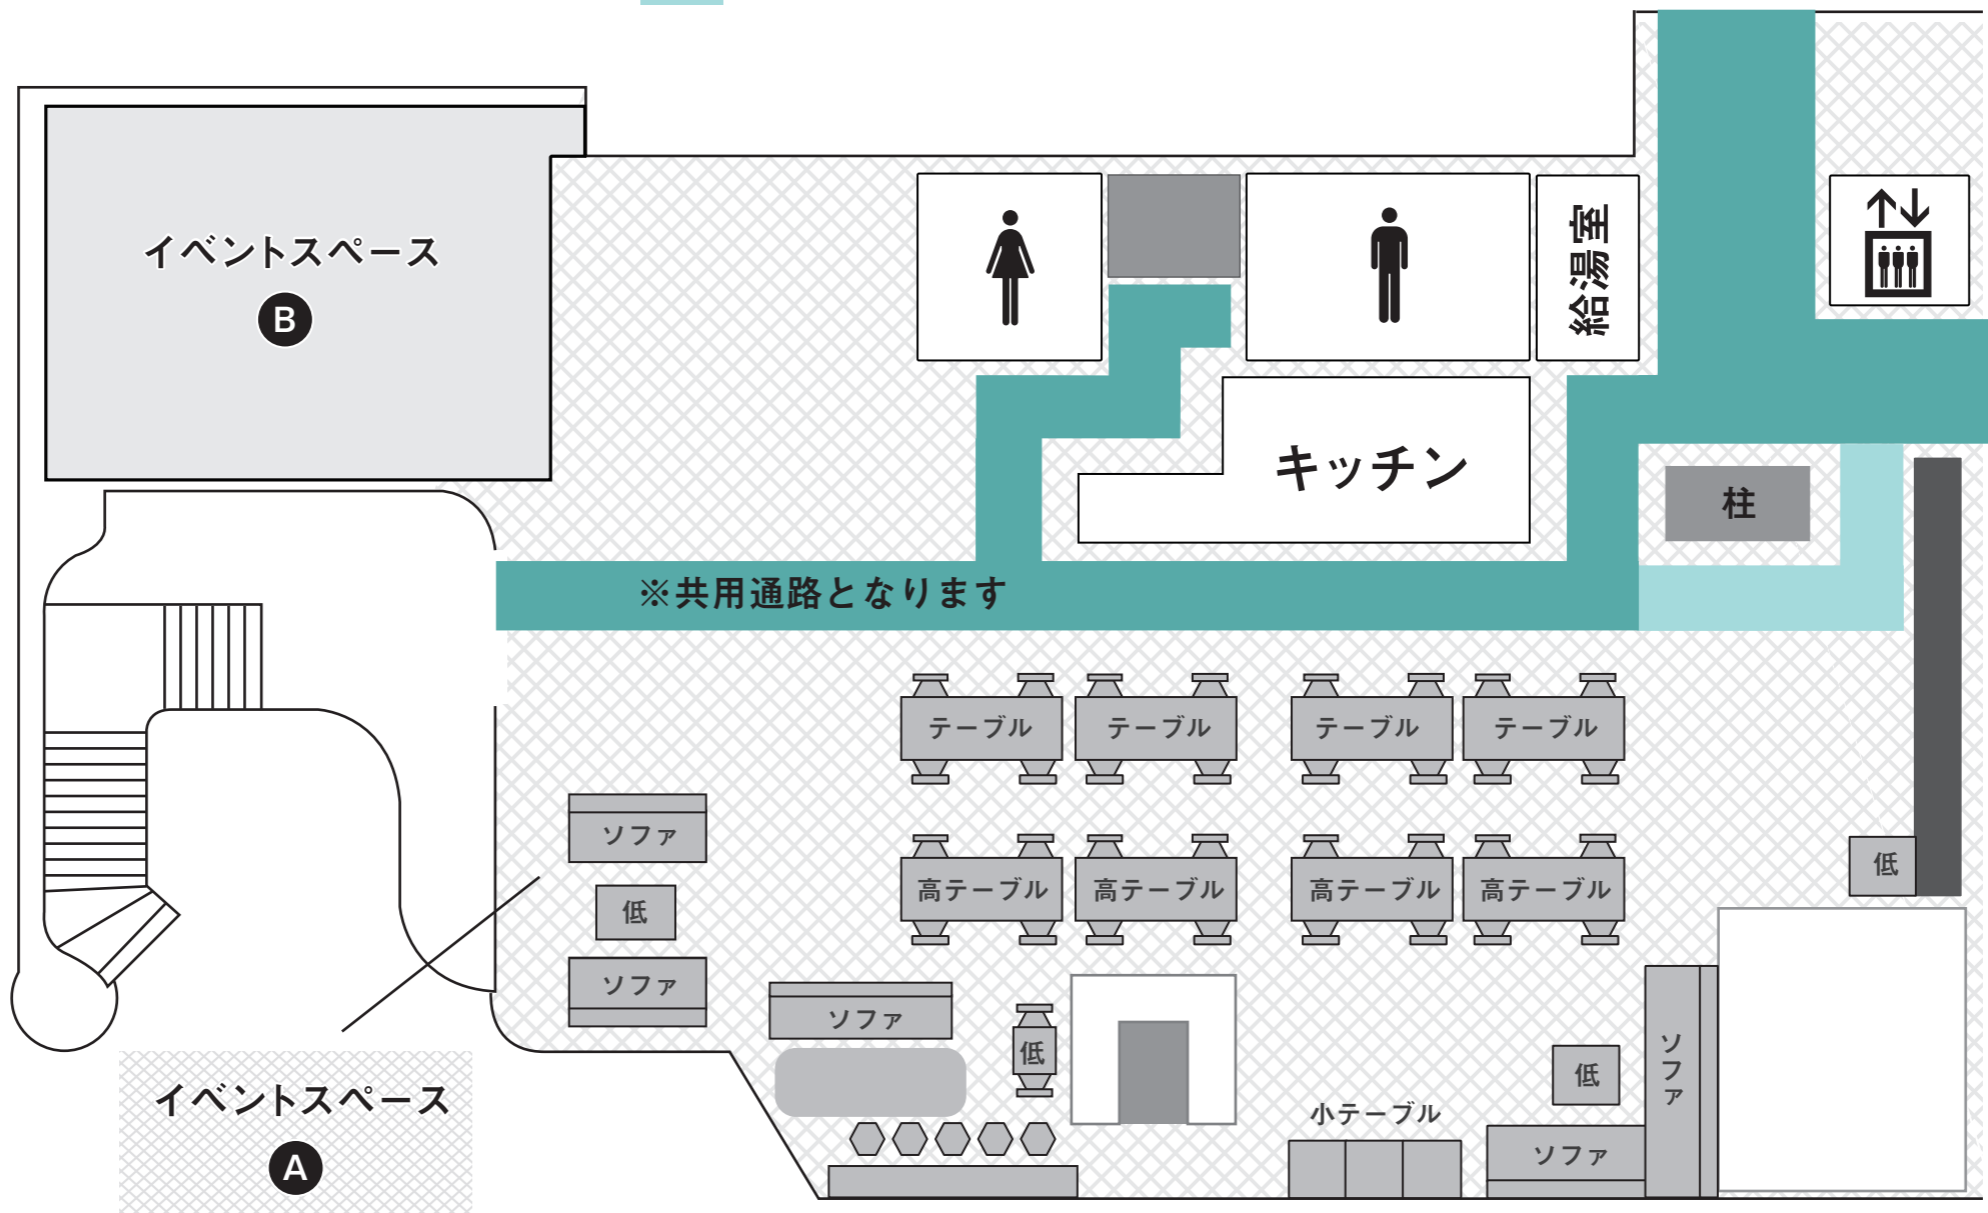 イベントスペース
B
給湯室
キッチン
柱
※共用通路となります
テーブル
テーブル
テーブル
テーブル
ソファ
低
ソファ
高テーブル
高テーブル
高テーブル
高テーブル
低
ソファ
低
ソファ
低
小テーブル
ソファ
イベントスペース
A